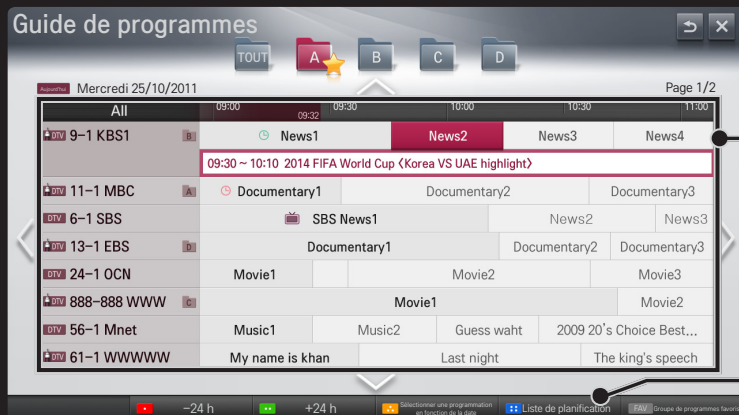 Guide de programmes
TOUT A B C D
Aujourd'hui Mercredi 25/10/2011 Page 1/2
All 09:00 09:32 09:30 10:00 10:30 11:00
DTV 9-1 KBS1 B News1 News2 News3 News4
09:30 ~ 10:10 2014 FIFA World Cup 〈Korea VS UAE highlight〉
DTV 11-1 MBC A Documentary1 Documentary2 Documentary3
DTV 6-1 SBS SBS News1 News2 News3
DTV 13-1 EBS D Documentary1 Documentary2 Documentary3
DTV 24-1 OCN Movie1 Movie2 Movie3
DTV 888-888 WWW C Movie1 Movie2
DTV 56-1 Mnet Music1 Music2 Guess waht 2009 20's Choice Best...
DTV 61-1 WWWWW My name is khan Last night The king's speech
-24 h +24 h Sélectionner une programmation en fonction de la date Liste de planification FAV Groupe de programmes favoris